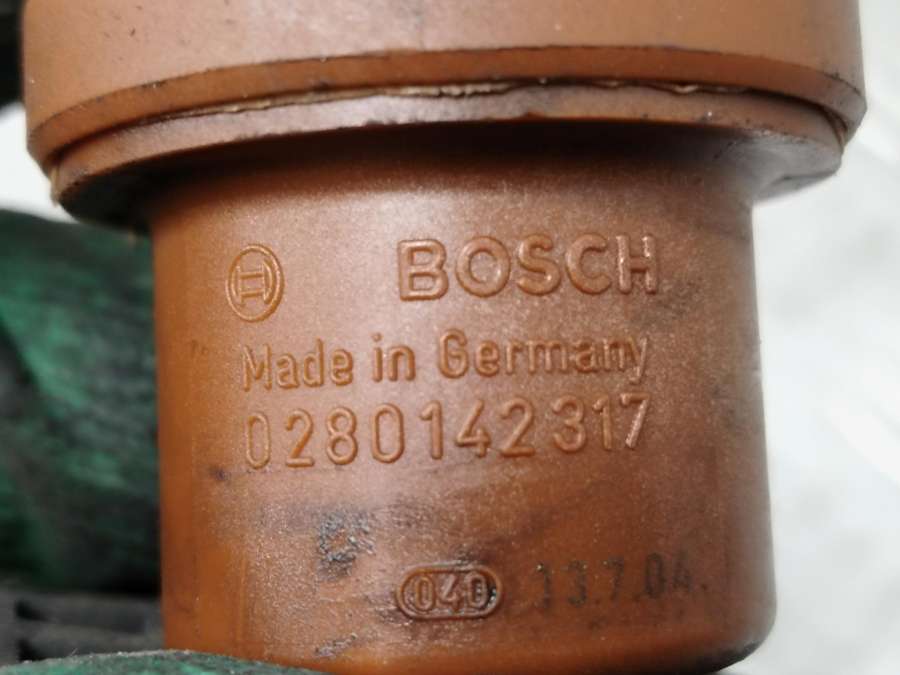 BOSCH
Made in Germany
0280142317
040 13.7.04.